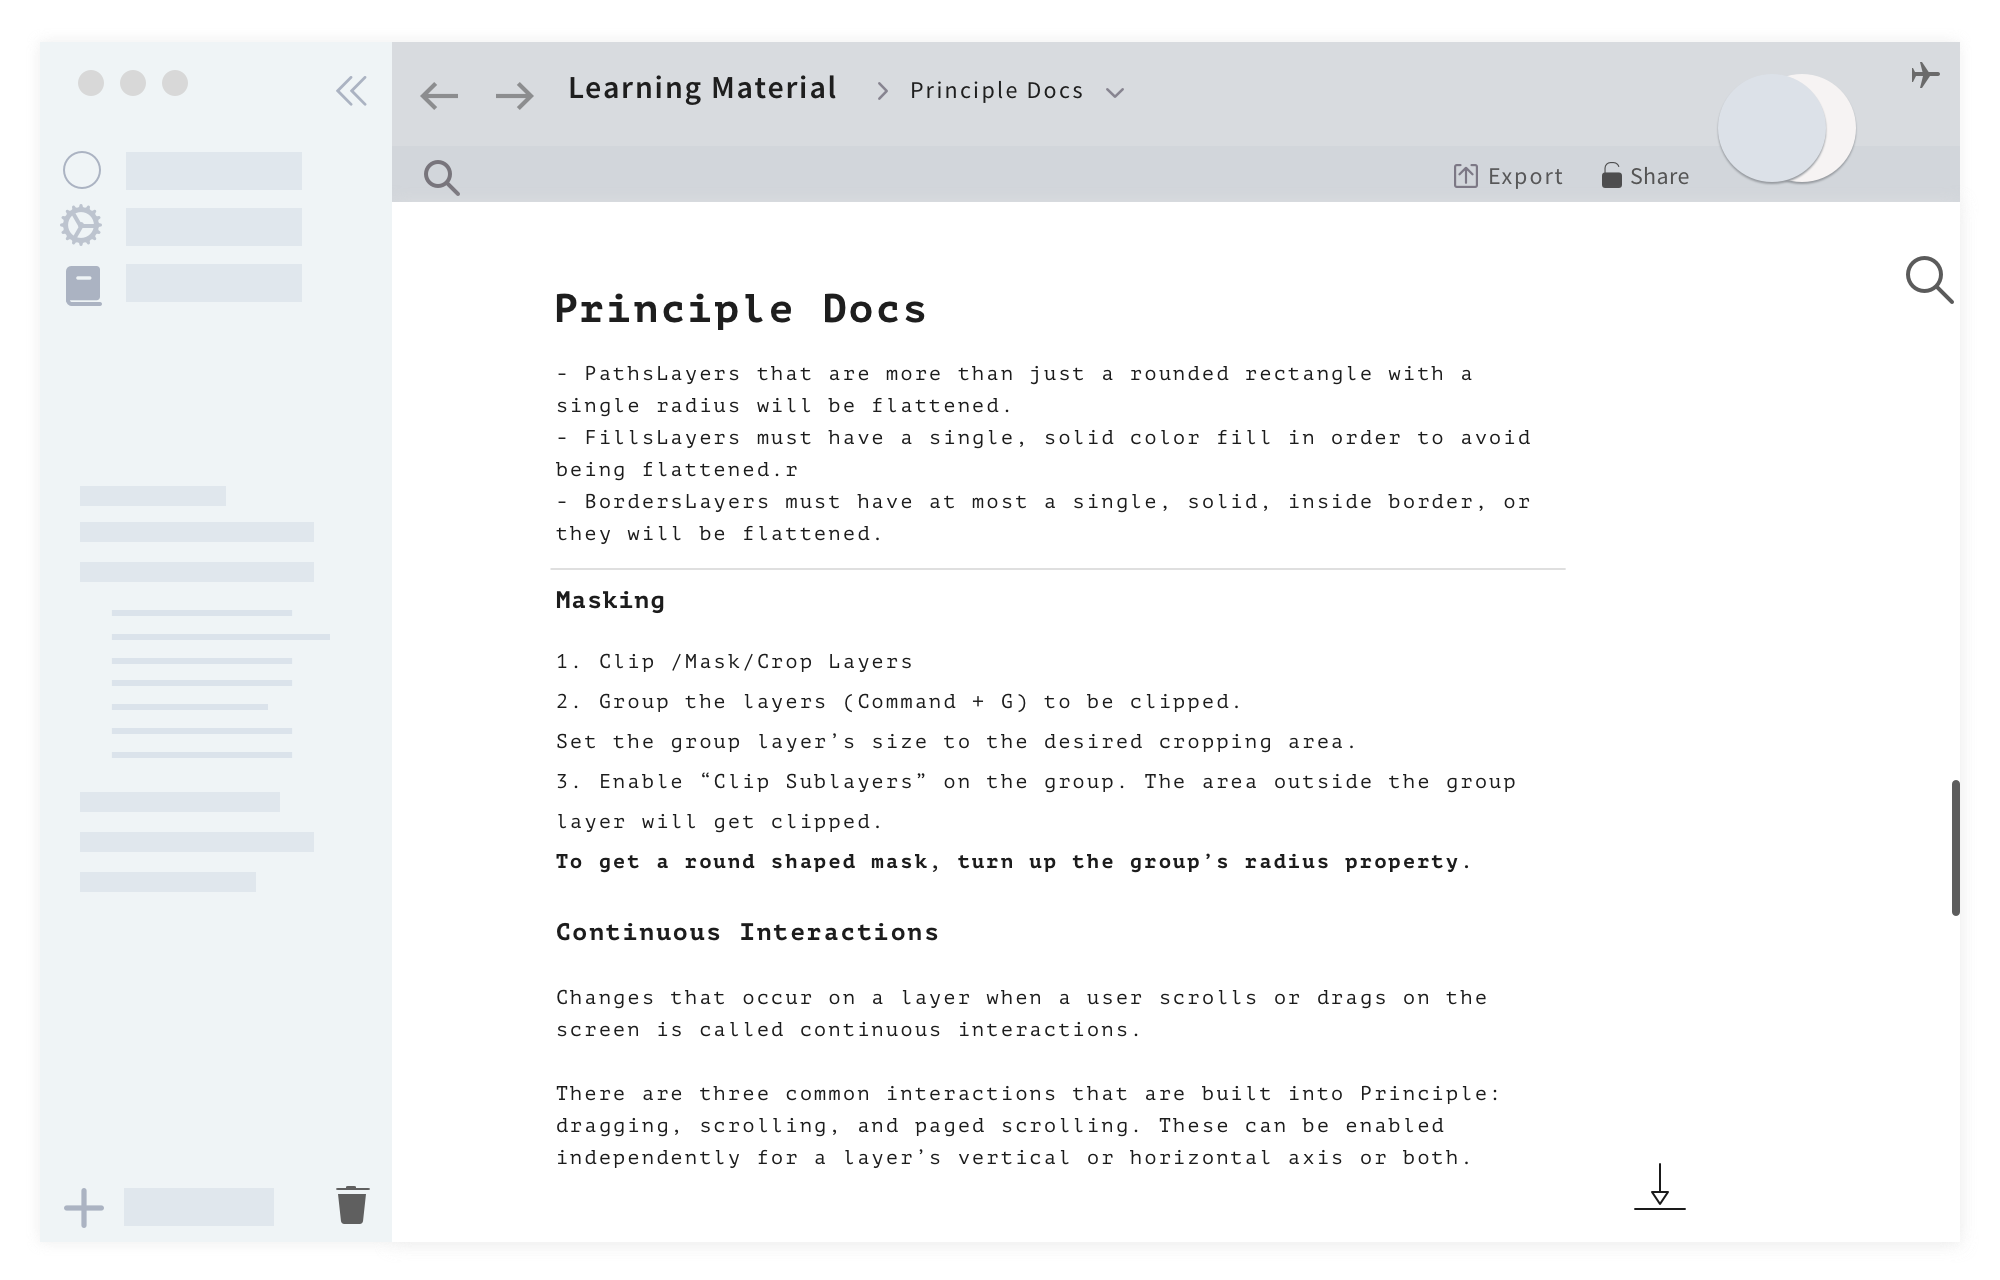 Learning Material
Principle Docs
Export
Share
Principle Docs
- PathsLayers that are more than just a rounded rectangle with a
single radius will be flattened.
- FillsLayers must have a single, solid color fill in order to avoid
being flattened.r
- BordersLayers must have at most a single, solid, inside border, or
they will be flattened.
Masking
1. Clip /Mask/Crop Layers
2. Group the layers (Command + G) to be clipped.
Set the group layer’s size to the desired cropping area.
3. Enable “Clip Sublayers” on the group. The area outside the group
layer will get clipped.
To get a round shaped mask, turn up the group’s radius property.
Continuous Interactions
Changes that occur on a layer when a user scrolls or drags on the
screen is called continuous interactions.
There are three common interactions that are built into Principle:
dragging, scrolling, and paged scrolling. These can be enabled
independently for a layer’s vertical or horizontal axis or both.